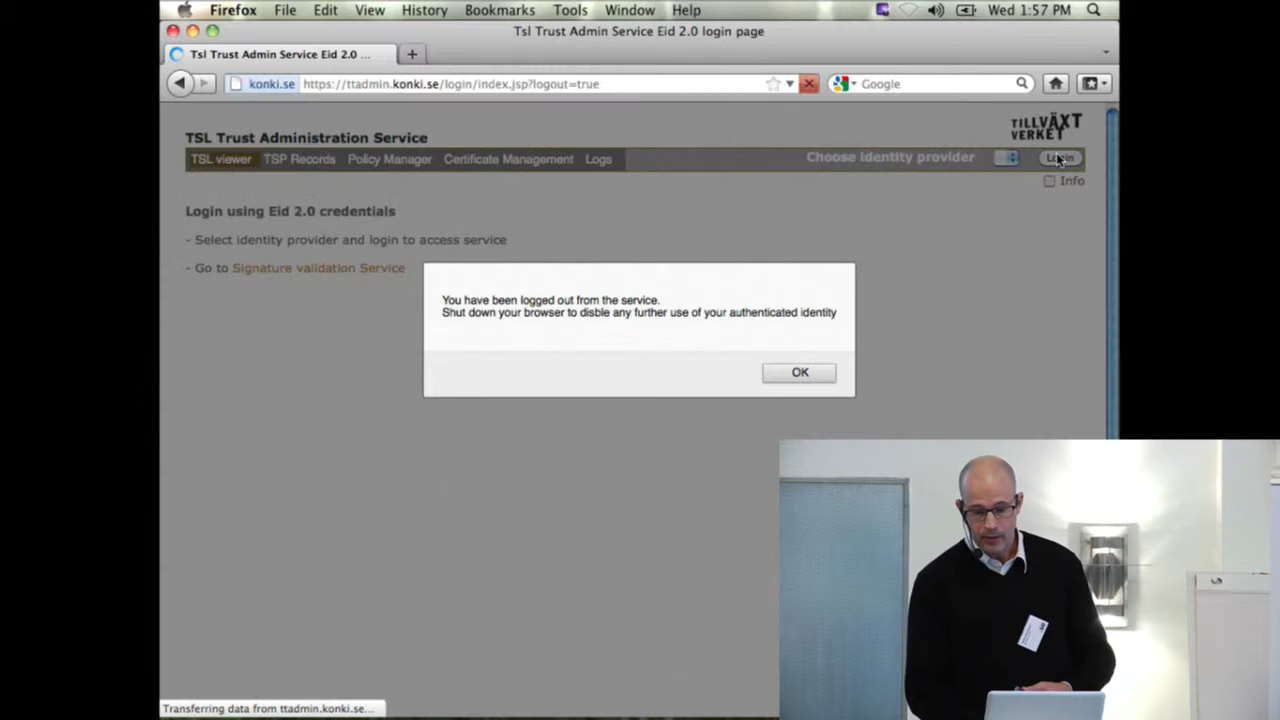 Firefox File Edit View History Bookmarks Tools Window Help Wed 1:57 PM
Tsl Trust Admin Service Eid 2.0 login page
Tsl Trust Admin Service Eid 2.0 ...
konki.se https://ttadmin.konki.se/login/index.jsp?logout=true Google
TILLVÄXT
VERKET
TSL Trust Administration Service
TSL viewer TSP Records Policy Manager Certificate Management Logs Choose identity provider Login
Info
Login using Eid 2.0 credentials
- Select identity provider and login to access service
- Go to Signature validation Service
You have been logged out from the service.
Shut down your browser to disble any further use of your authenticated identity
OK
Transferring data from ttadmin.konki.se...